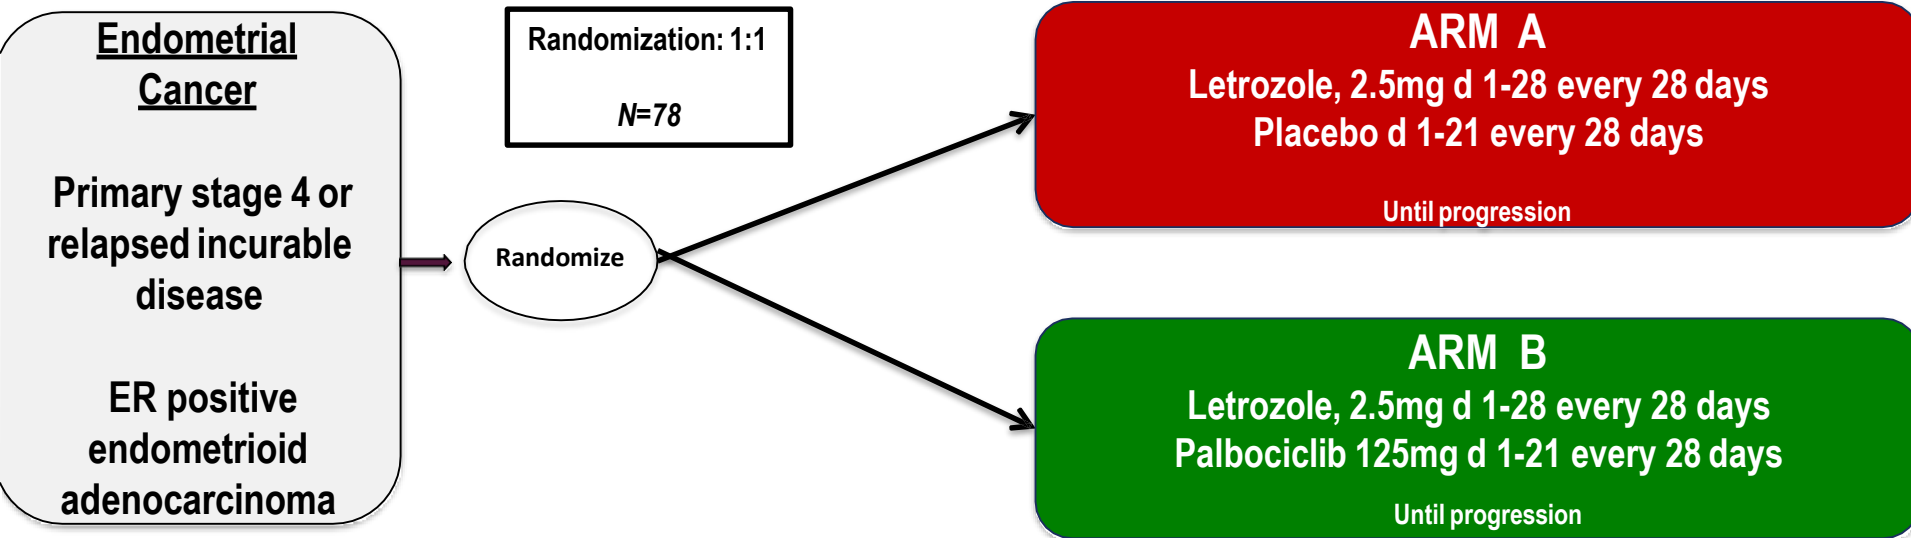 Endometrial
Cancer
Primary stage 4 or
relapsed incurable
disease
ER positive
endometrioid
adenocarcinoma
Randomization: 1:1
N=78
Randomize
ARM A
Letrozole, 2.5mg d 1-28 every 28 days
Placebo d 1-21 every 28 days
Until progression
ARM B
Letrozole, 2.5mg d 1-28 every 28 days
Palbociclib 125mg d 1-21 every 28 days
Until progression